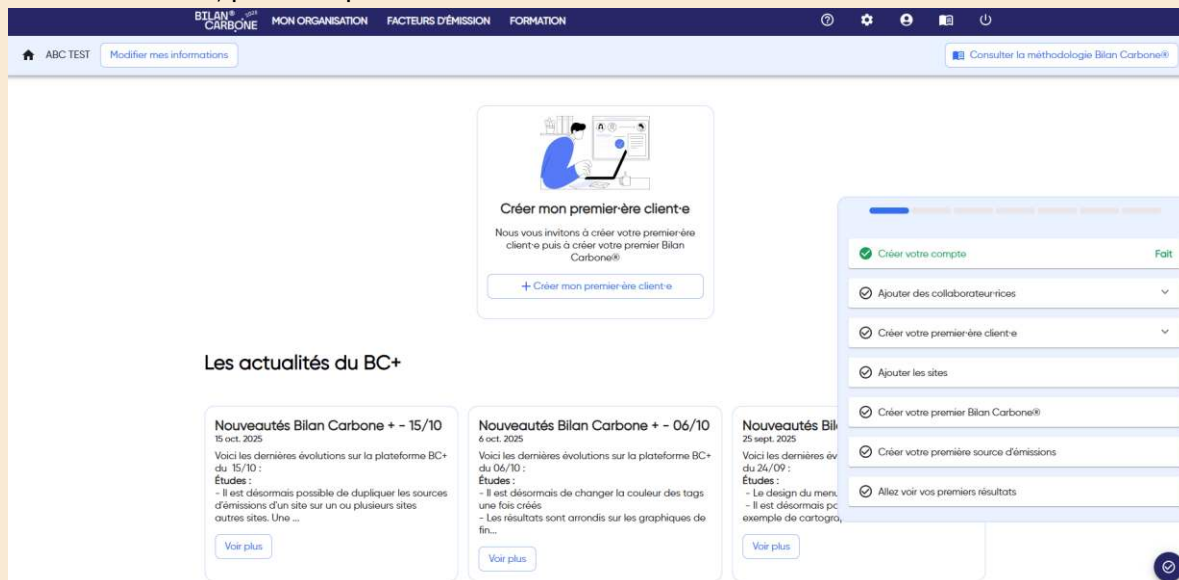 BILAN® 2025
CARBONE
MON ORGANISATION FACTEURS D'ÉMISSION FORMATION
ABC TEST Modifier mes informations Consulter la méthodologie Bilan Carbone®
Créer mon premier·ère client·e
Nous vous invitons à créer votre premier·ère
client·e puis à créer votre premier Bilan
Carbone®
+ Créer mon premier·ère client·e
Créer votre compte Fait
Ajouter des collaborateur·rices
Créer votre premier·ère client·e
Ajouter les sites
Créer votre premier Bilan Carbone®
Créer votre première source d'émissions
Allez voir vos premiers résultats
Les actualités du BC+
Nouveautés Bilan Carbone + - 15/10
15 oct. 2025
Voici les dernières évolutions sur la plateforme BC+
du 15/10 :
Études :
- Il est désormais possible de dupliquer les sources
d'émissions d'un site sur un ou plusieurs sites
autres sites. Une ...
Voir plus
Nouveautés Bilan Carbone + - 06/10
6 oct. 2025
Voici les dernières évolutions sur la plateforme BC+
du 06/10 :
Études :
- Il est désormais de changer la couleur des tags
une fois créés
- Les résultats sont arrondis sur les graphiques de
fin...
Voir plus
Nouveautés Bil
25 sept. 2025
Voici les dernières év
du 24/09 :
Études :
- Le design du menu
- Il est désormais po
exemple de cartogra
Voir plus